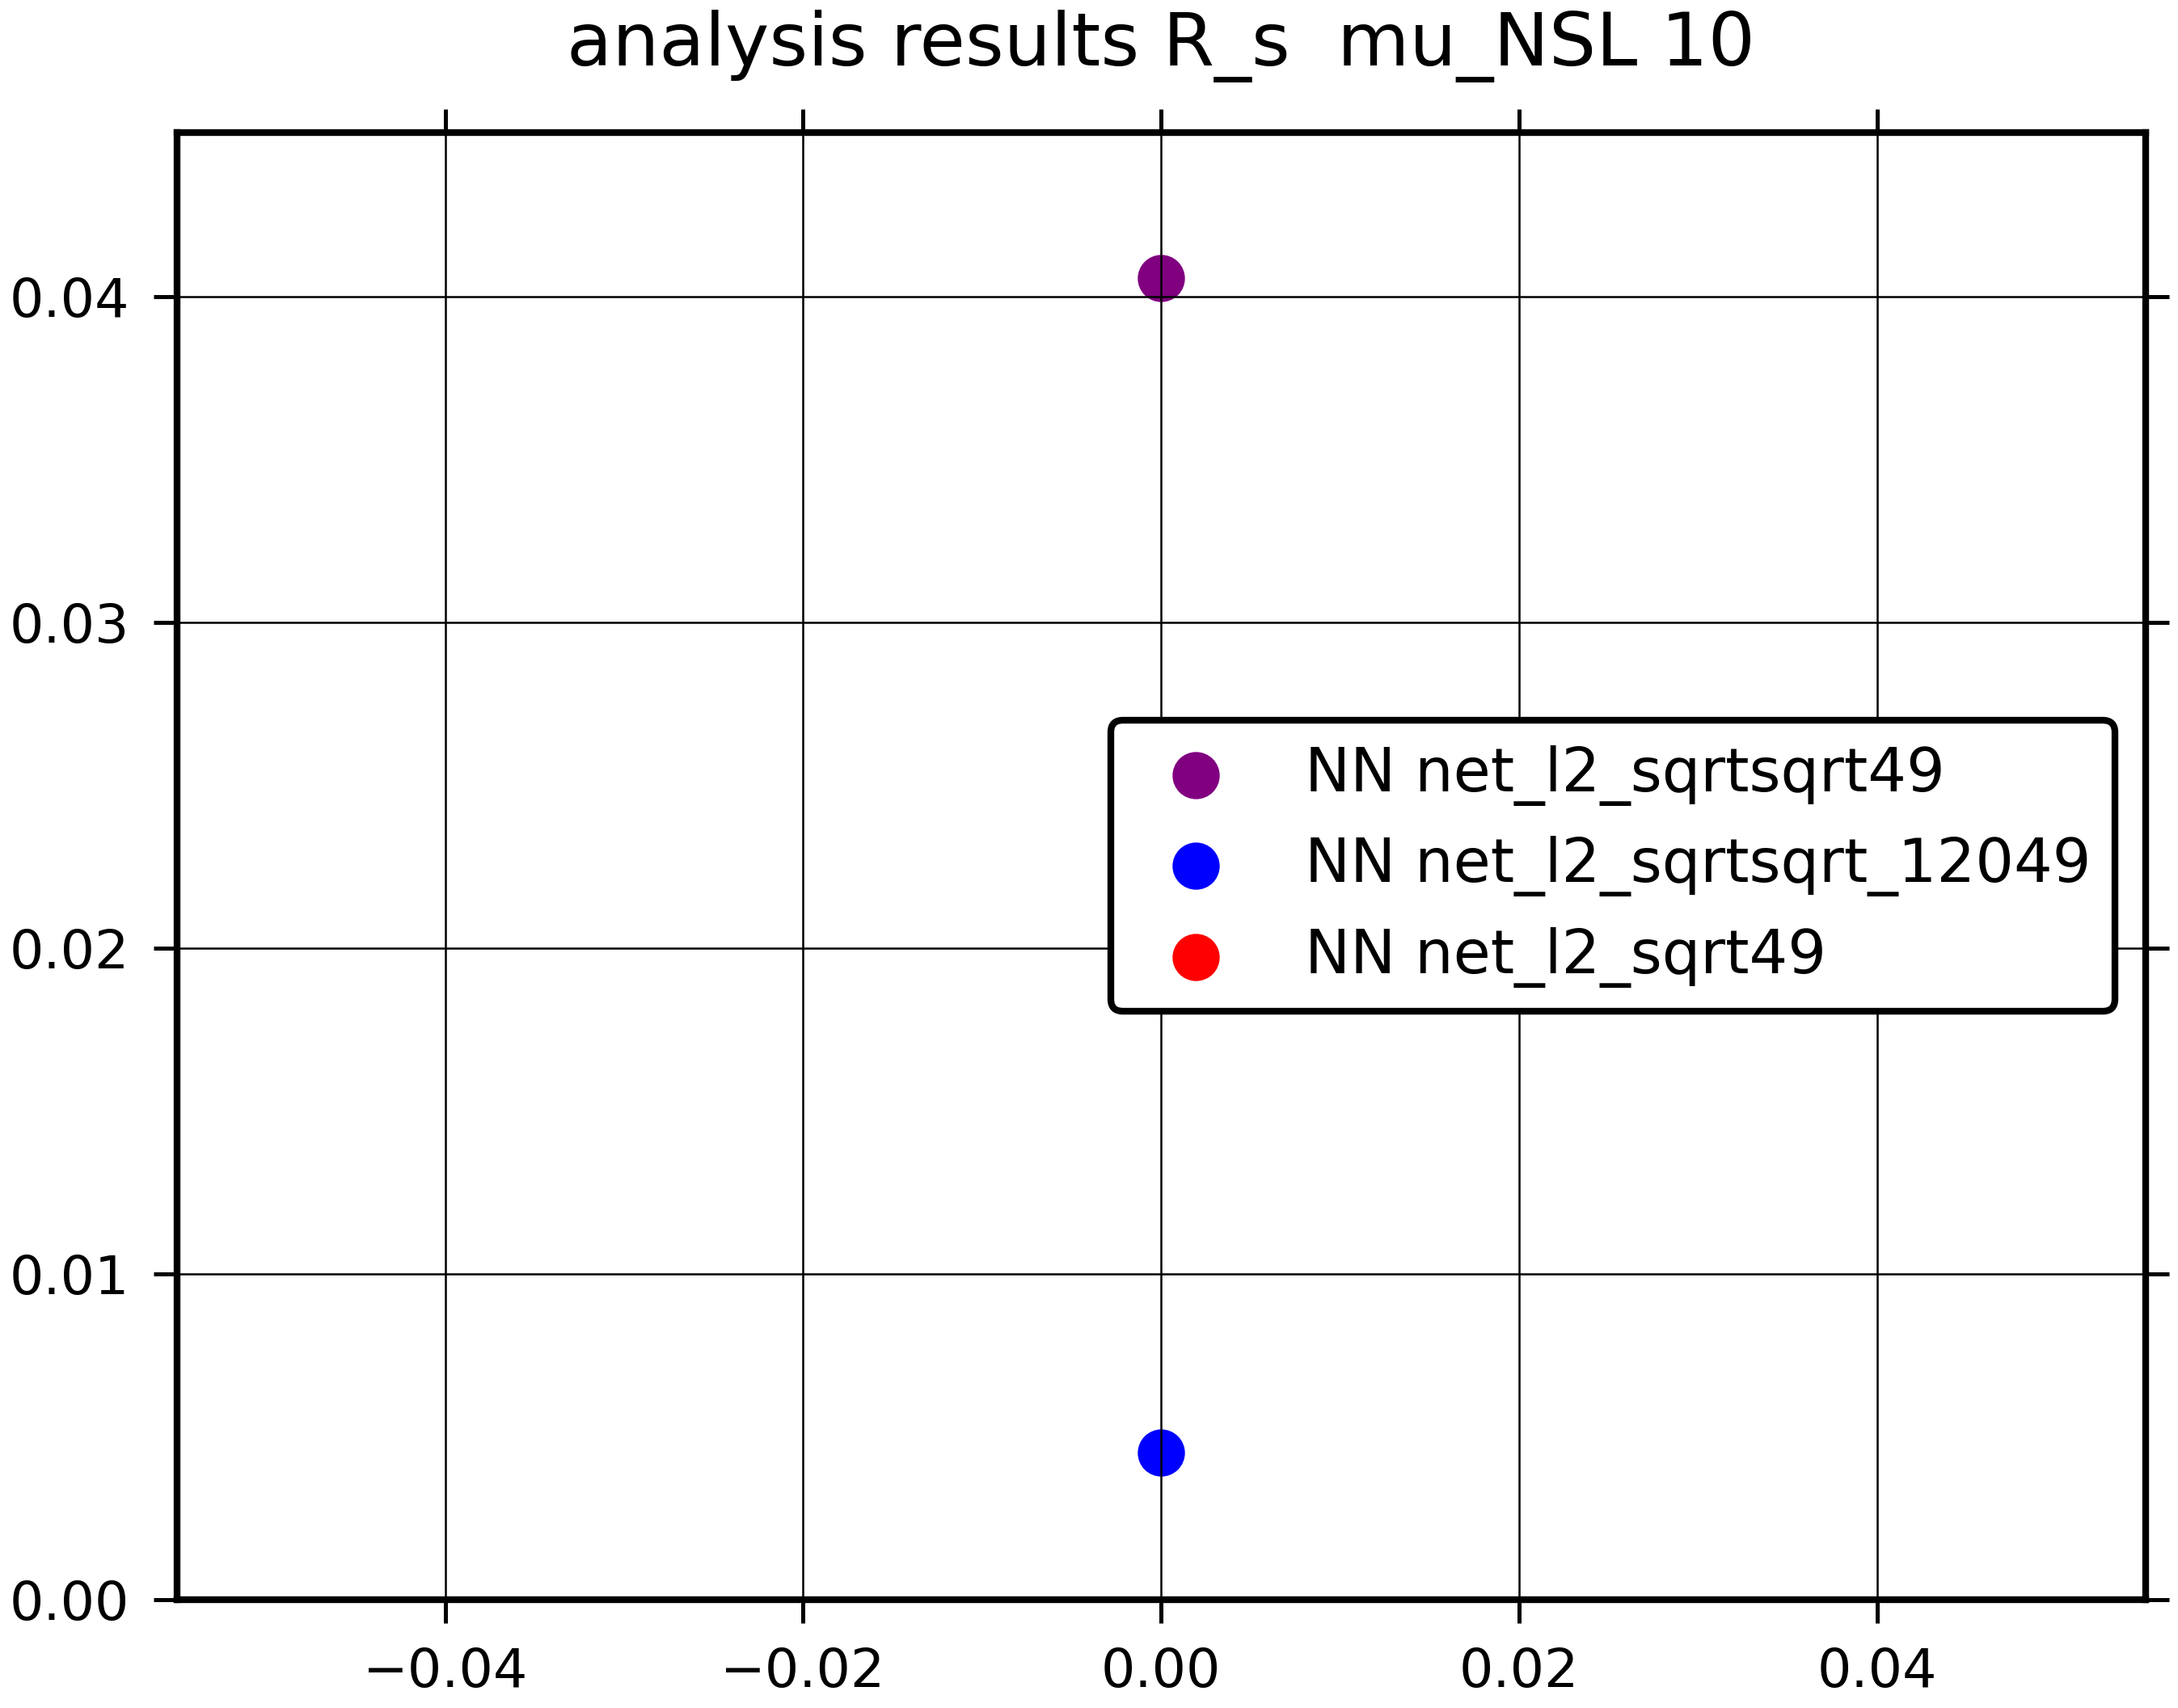 analysis results R_s mu_NSL 10
0.04
0.03
0.02
0.01
0.00
NN net_l2_sqrtsqrt49
NN net_l2_sqrtsqrt_12049
NN net_l2_sqrt49
−0.04 −0.02 0.00 0.02 0.04